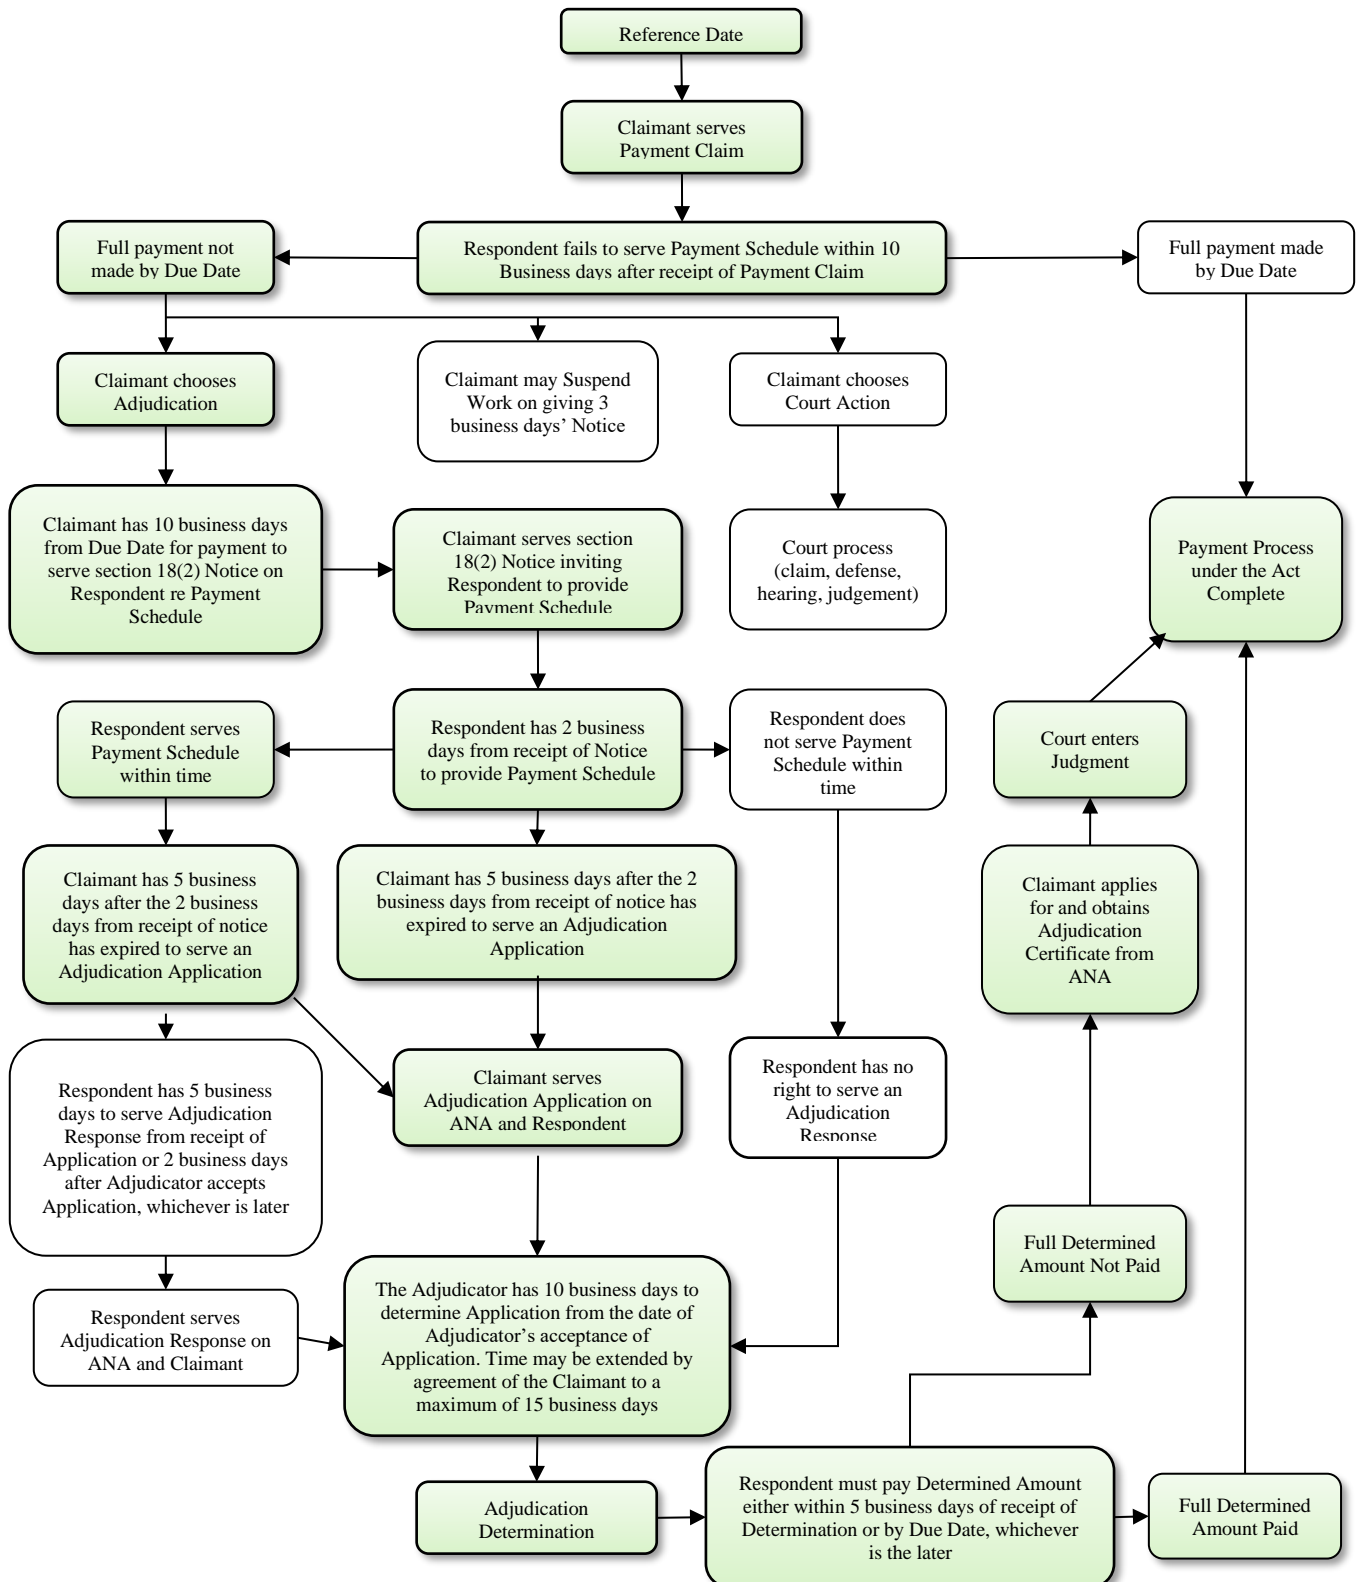 Reference Date
Claimant serves
Payment Claim
Full payment not
made by Due Date
Respondent fails to serve Payment Schedule within 10
Business days after receipt of Payment Claim
Full payment made
by Due Date
Claimant chooses
Adjudication
Claimant may Suspend
Work on giving 3
business days' Notice
Claimant chooses
Court Action
Claimant has 10 business days
from Due Date for payment to
serve section 18(2) Notice on
Respondent re Payment
Schedule
Claimant serves section
18(2) Notice inviting
Respondent to provide
Payment Schedule
Court process
(claim, defense,
hearing, judgement)
Payment Process
under the Act
Complete
Respondent serves
Payment Schedule
within time
Respondent has 2 business
days from receipt of Notice
to provide Payment Schedule
Respondent does
not serve Payment
Schedule within
time
Court enters
Judgment
Claimant has 5 business
days after the 2 business
days from receipt of notice
has expired to serve an
Adjudication Application
Claimant has 5 business days after the 2
business days from receipt of notice has
expired to serve an Adjudication
Application
Claimant applies
for and obtains
Adjudication
Certificate from
ANA
Respondent has 5 business
days to serve Adjudication
Response from receipt of
Application or 2 business days
after Adjudicator accepts
Application, whichever is later
Claimant serves
Adjudication Application on
ANA and Respondent
Respondent has no
right to serve an
Adjudication
Response
Full Determined
Amount Not Paid
Respondent serves
Adjudication Response on
ANA and Claimant
The Adjudicator has 10 business days to
determine Application from the date of
Adjudicator's acceptance of
Application. Time may be extended by
agreement of the Claimant to a
maximum of 15 business days
Adjudication
Determination
Respondent must pay Determined Amount
either within 5 business days of receipt of
Determination or by Due Date, whichever
is the later
Full Determined
Amount Paid